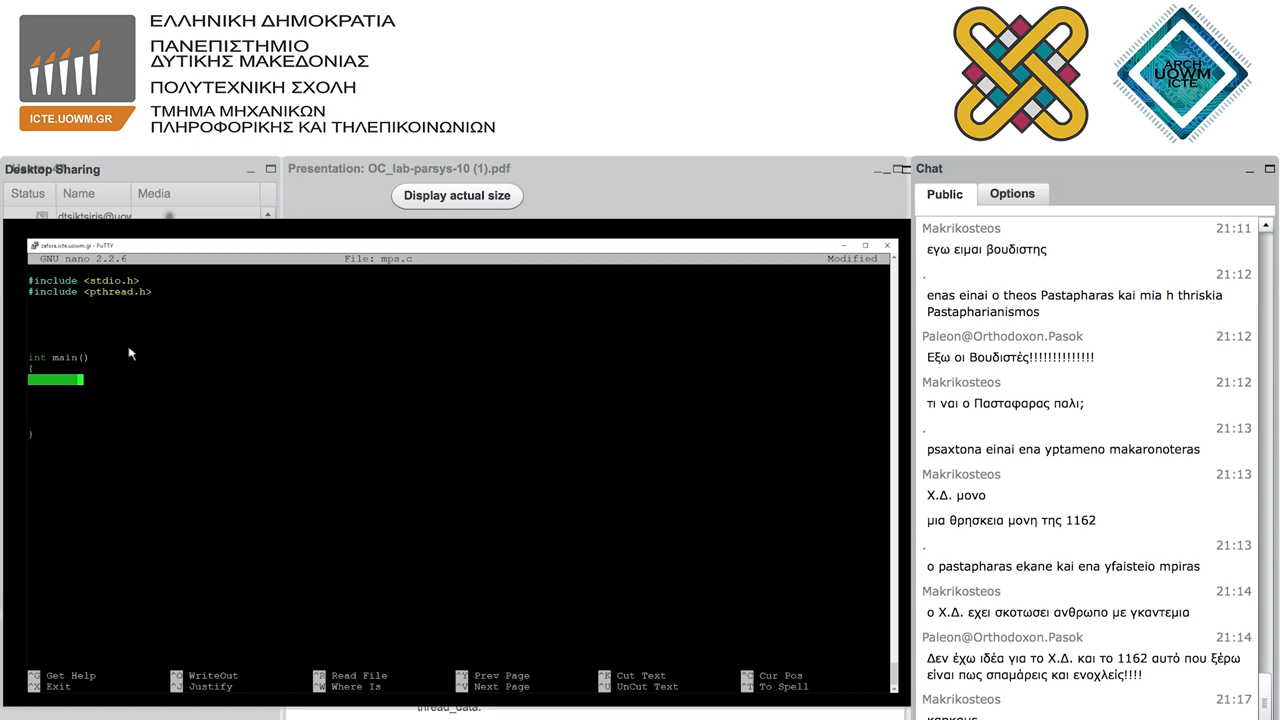 ΕΛΛΗΝΙΚΗ ΔΗΜΟΚΡΑΤΙΑ
ΠΑΝΕΠΙΣΤΗΜΙΟ
ΔΥΤΙΚΗΣ ΜΑΚΕΔΟΝΙΑΣ
ΠΟΛΥΤΕΧΝΙΚΗ ΣΧΟΛΗ
ΤΜΗΜΑ ΜΗΧΑΝΙΚΩΝ
ΠΛΗΡΟΦΟΡΙΚΗΣ ΚΑΙ ΤΗΛΕΠΙΚΟΙΝΩΝΙΩΝ
ICTE.UOWM.GR
ARCH
UOWM
ICTE
Desktop Sharing
Status Name Media
dtsiktsiris@uow
Presentation: OC_lab-parsys-10 (1).pdf
Display actual size
zafora.icte.uowm.gr - PuTTY
GNU nano 2.2.6 File: mps.c Modified
#include <stdio.h>
#include <pthread.h>
int main()
{
}
^G Get Help ^O WriteOut ^R Read File ^Y Prev Page ^K Cut Text ^C Cur Pos
^X Exit ^J Justify ^W Where Is ^V Next Page ^U UnCut Text ^T To Spell
thread_data.
Chat
Public Options
Makrikosteos 21:11
εγω ειμαι βουδιστης
. 21:12
enas einai o theos Pastapharas kai mia h thriskia
Pastapharianismos
Paleon@Orthodoxon.Pasok 21:12
Εξω οι Βουδιστές!!!!!!!!!!!!!!
Makrikosteos 21:12
τι ναι ο Πασταφαρας παλι;
. 21:13
psaxtona einai ena yptameno makaronoteras
Makrikosteos 21:13
Χ.Δ. μονο
μια θρησκεια μονη της 1162
. 21:13
o pastapharas ekane kai ena yfaisteio mpiras
Makrikosteos 21:14
ο Χ.Δ. εχει σκοτωσει ανθρωπο με γκαντεμια
Paleon@Orthodoxon.Pasok 21:14
Δεν έχω ιδέα για το Χ.Δ. και το 1162 αυτό που ξέρω
είναι πως σπαμάρεις και ενοχλείς!!!!
Makrikosteos 21:17